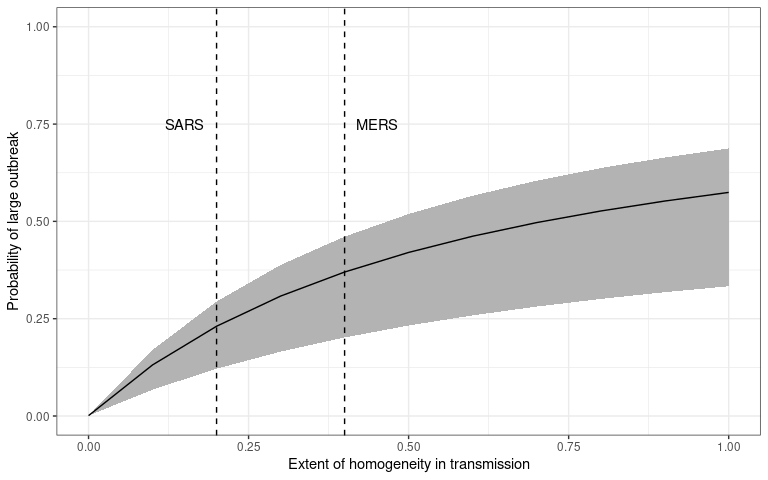 1.00
0.75
0.50
0.25
0.00
Probability of large outbreak
SARS
MERS
0.00 0.25 0.50 0.75 1.00
Extent of homogeneity in transmission